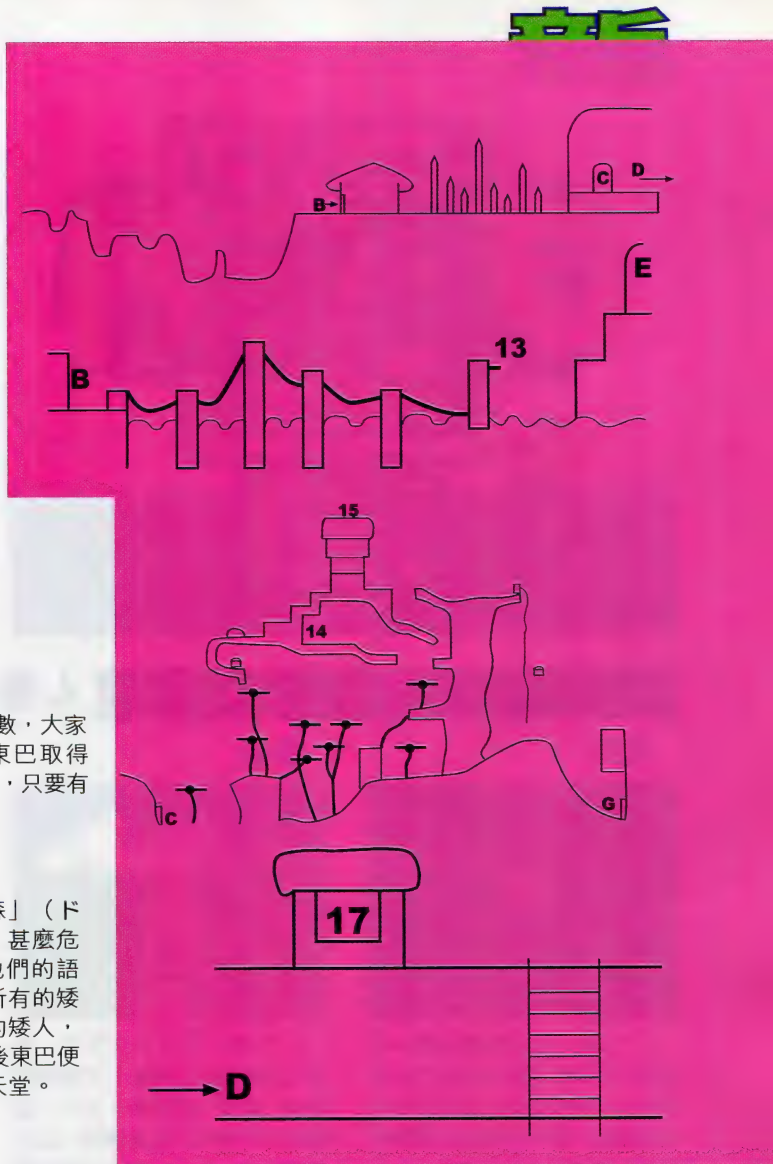 B→
C
D
E
B
13
15
14
C
G
數，大家
東巴取得
，只要有
森」（ド
甚麼危
他們的語
所有的矮
的矮人，
後東巴便
天堂。
17
→ D